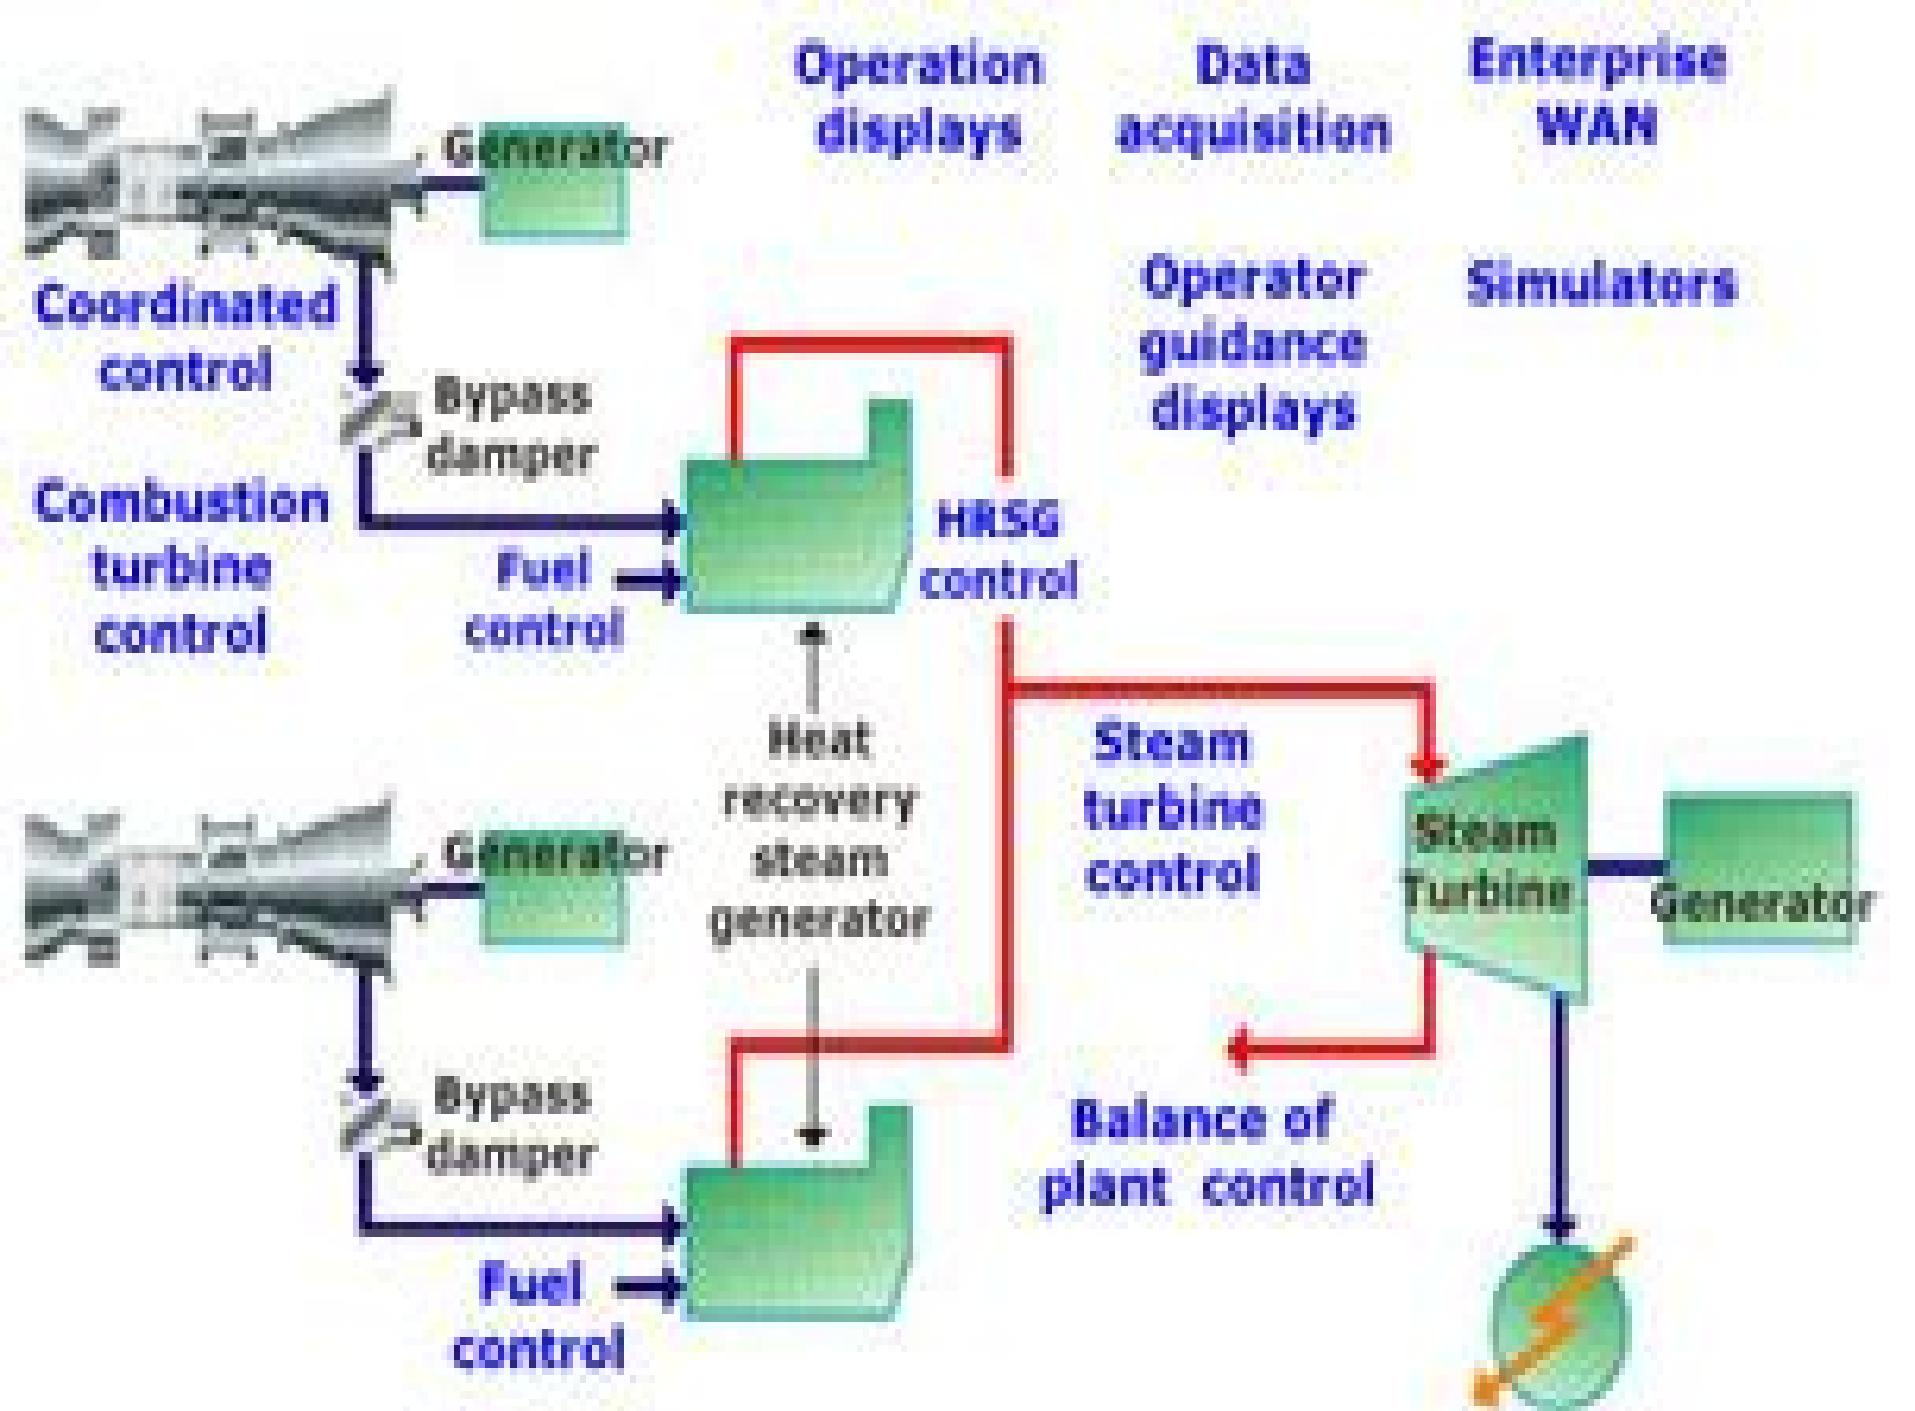 Operation
displays
Data
acquisition
Enterprise
WAN
Generator
Coordinated
control
Operator
guidance
displays
Simulators
Bypass
damper
Combustion
turbine
control
Fuel
control
HRSG
control
Heat
recovery
steam
generator
Steam
turbine
control
Steam
Turbine
Generator
Generator
Bypass
damper
Balance of
plant control
Fuel
control